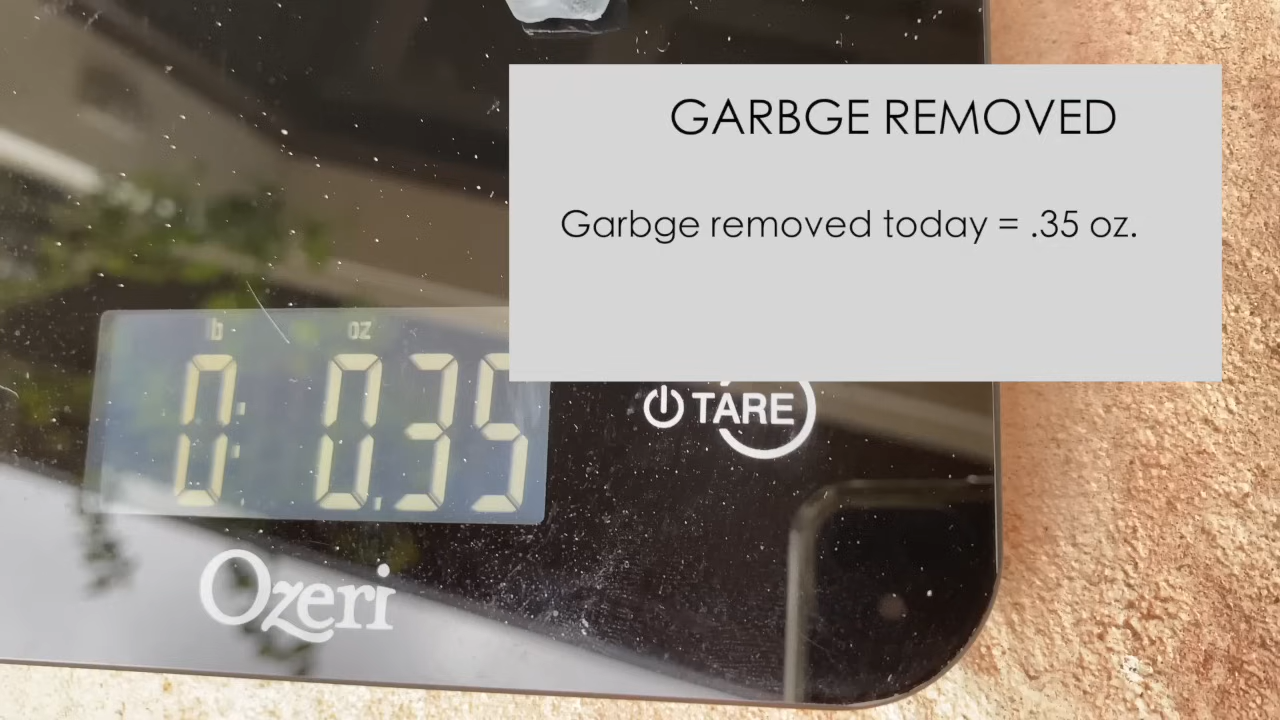 GARBGE REMOVED
Garbge removed today = .35 oz.
lb oz
0: 0.35
TARE
Ozeri